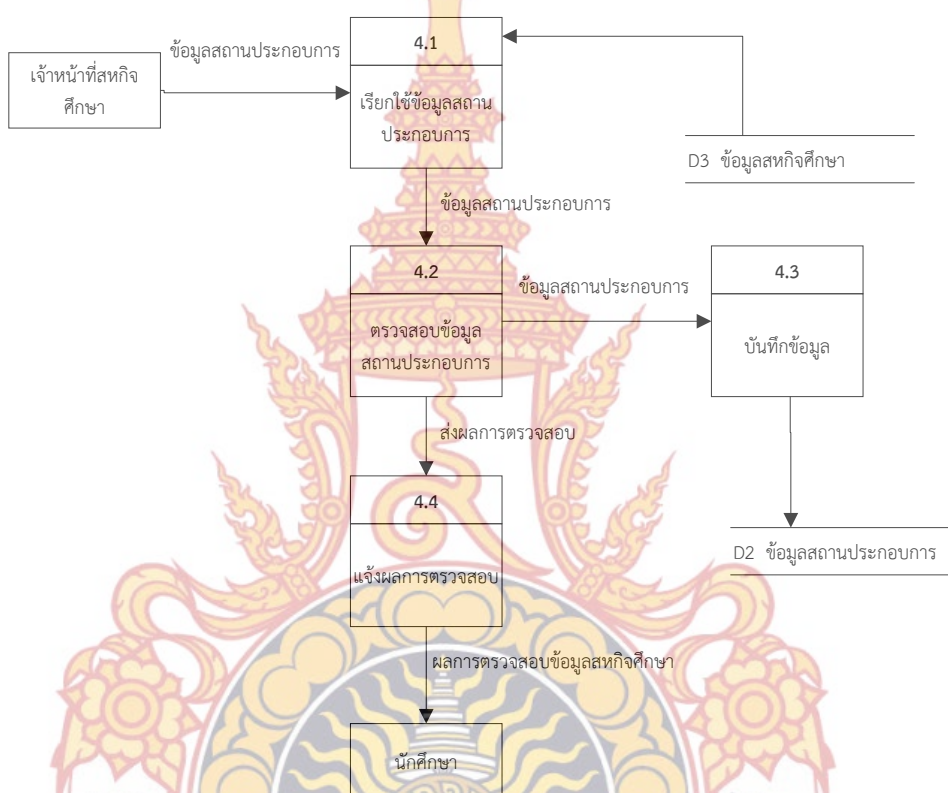 ข้อมูลสถานประกอบการ
เจ้าหน้าที่สหกิจ
ศึกษา
4.1
เรียกใช้ข้อมูลสถาน
ประกอบการ
D3 ข้อมูลสหกิจศึกษา
ข้อมูลสถานประกอบการ
4.2
ตรวจสอบข้อมูล
สถานประกอบการ
ข้อมูลสถานประกอบการ
4.3
บันทึกข้อมูล
ส่งผลการตรวจสอบ
4.4
แจ้งผลการตรวจสอบ
D2 ข้อมูลสถานประกอบการ
ผลการตรวจสอบข้อมูลสหกิจศึกษา
นักศึกษา